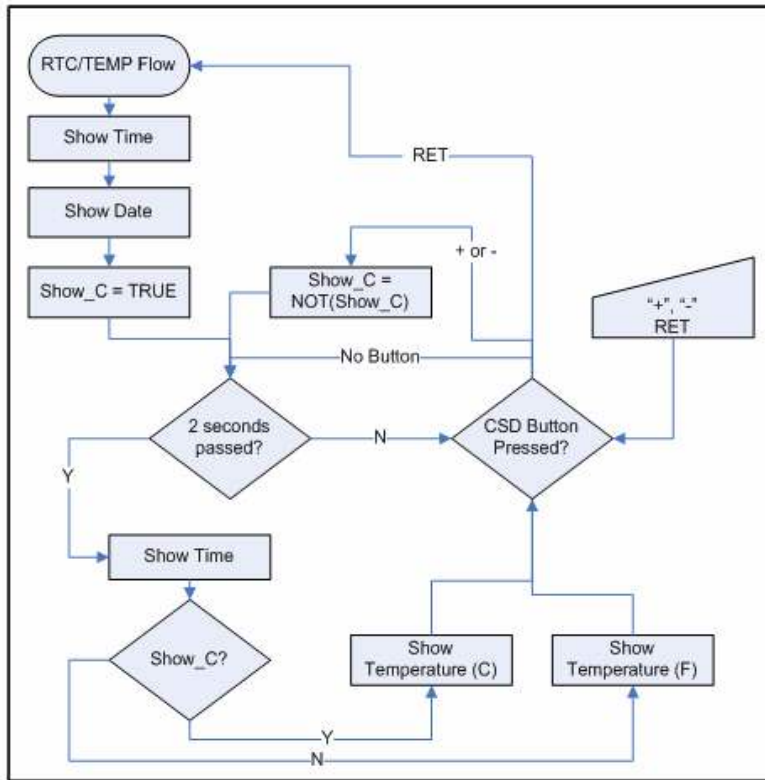 RTC/TEMP Flow
Show Time
RET
Show Date
+ or -
Show_C = TRUE
Show_C =
NOT(Show_C)
“+”, “-”
RET
No Button
2 seconds
passed?
N
CSD Button
Pressed?
Y
Show Time
Show_C?
Show
Temperature (C)
Show
Temperature (F)
Y
N